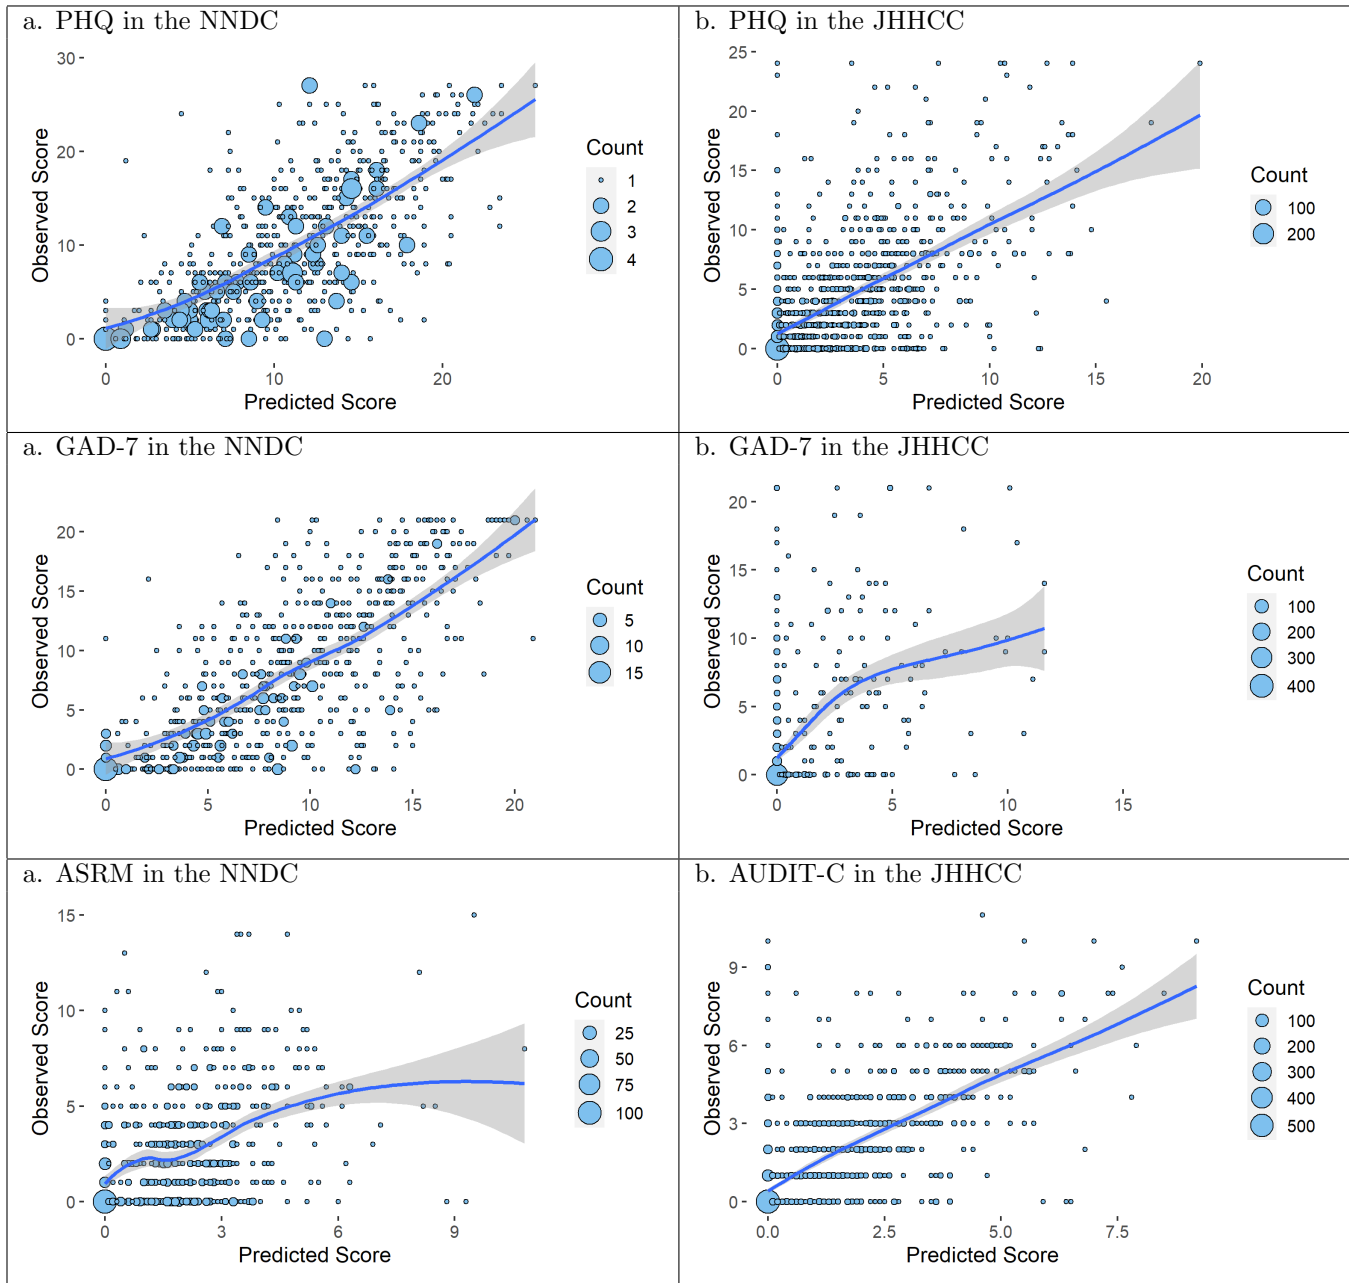 a. PHQ in the NNDC
30
20
10
0
Observed Score
0 10 20
Predicted Score
Count
1
2
3
4
b. PHQ in the JHHCC
25
20
15
10
5
0
Observed Score
0 5 10 15 20
Predicted Score
Count
100
200
a. GAD-7 in the NNDC
20
15
10
5
0
Observed Score
0 5 10 15 20
Predicted Score
Count
5
10
15
b. GAD-7 in the JHHCC
20
15
10
5
0
Observed Score
0 5 10 15
Predicted Score
Count
100
200
300
400
a. ASRM in the NNDC
15
10
5
0
Observed Score
0 3 6 9
Predicted Score
Count
25
50
75
100
b. AUDIT-C in the JHHCC
9
6
3
0
Observed Score
0.0 2.5 5.0 7.5
Predicted Score
Count
100
200
300
400
500